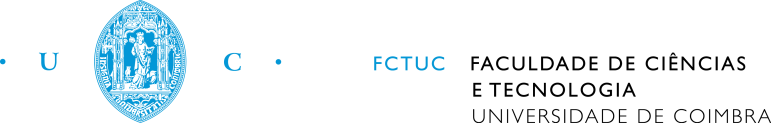 · U C ·
FCTUC FACULDADE DE CIÊNCIAS
E TECNOLOGIA
UNIVERSIDADE DE COIMBRA